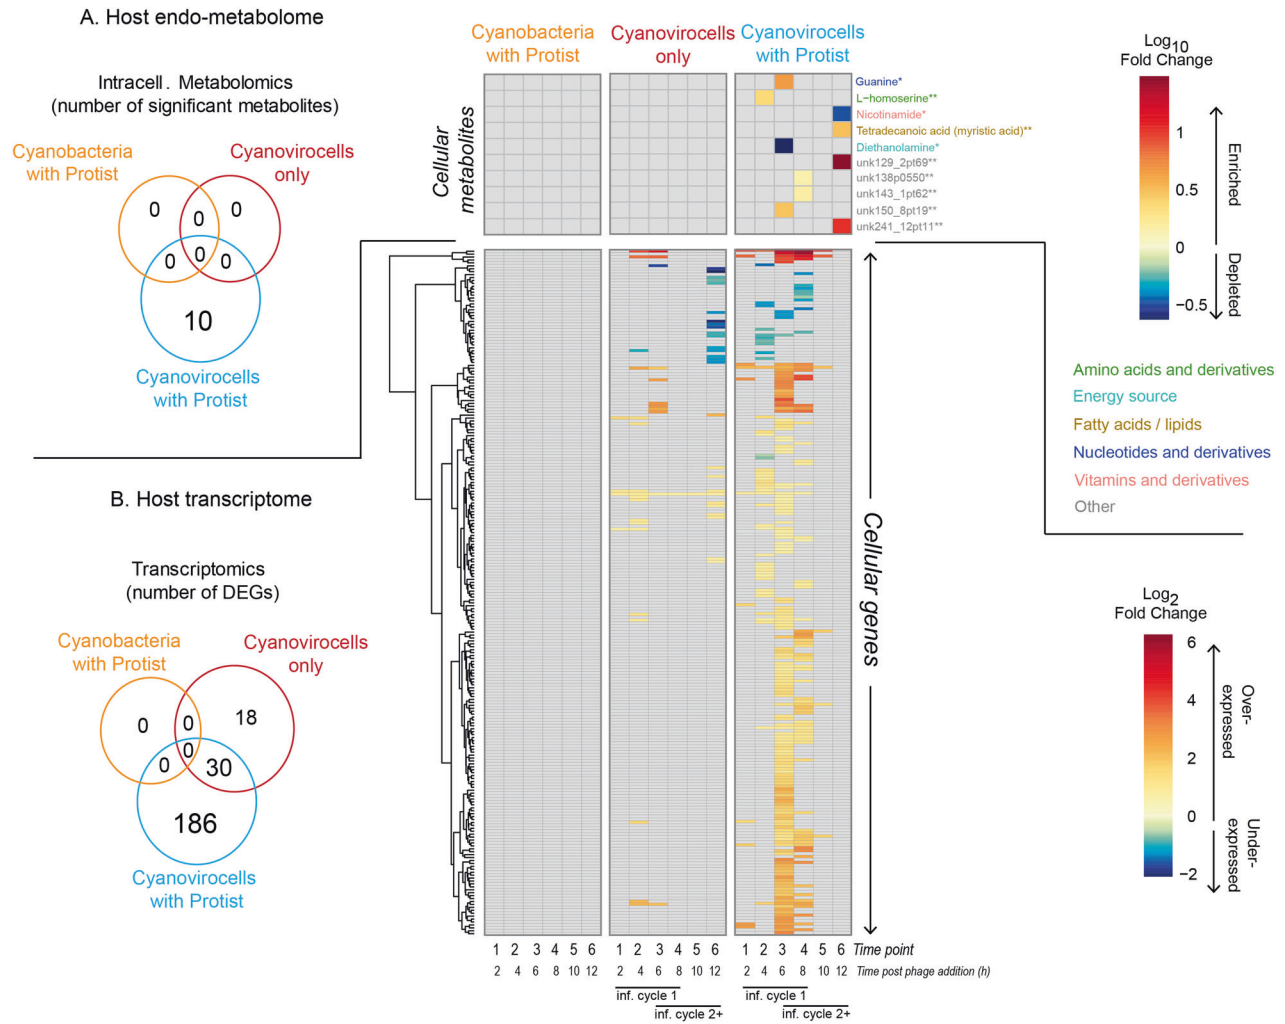 A. Host endo-metabolome
Intracell. Metabolomics
(number of significant metabolites)
Cyanobacteria
with Protist
Cyanovirocells
only
0
0
0
0
0
0
10
Cyanovirocells
with Protist
B. Host transcriptome
Transcriptomics
(number of DEGs)
Cyanobacteria
with Protist
Cyanovirocells
only
0
0
18
0
0
30
186
Cyanovirocells
with Protist
Cyanobacteria
with Protist
Cyanovirocells
only
Cyanovirocells
with Protist
Cellular
metabolites
Guanine*
L-homoserine**
Nicotinamide*
Tetradecanoic acid (myristic acid)**
Diethanolamine*
unk129_2pt69**
unk138p0550**
unk143_1pt62**
unk150_8pt19**
unk241_12pt11**
Cellular genes
1 2 3 4 5 6 1 2 3 4 5 6 1 2 3 4 5 6 Time point
2 4 6 8 10 12 2 4 6 8 10 12 2 4 6 8 10 12 Time post phage addition (h)
inf. cycle 1
inf. cycle 2+
inf. cycle 1
inf. cycle 2+
Log10
Fold Change
1
0.5
0
−0.5
Enriched
Depleted
Amino acids and derivatives
Energy source
Fatty acids / lipids
Nucleotides and derivatives
Vitamins and derivatives
Other
Log2
Fold Change
6
4
2
0
−2
Over-
expressed
Under-
expressed